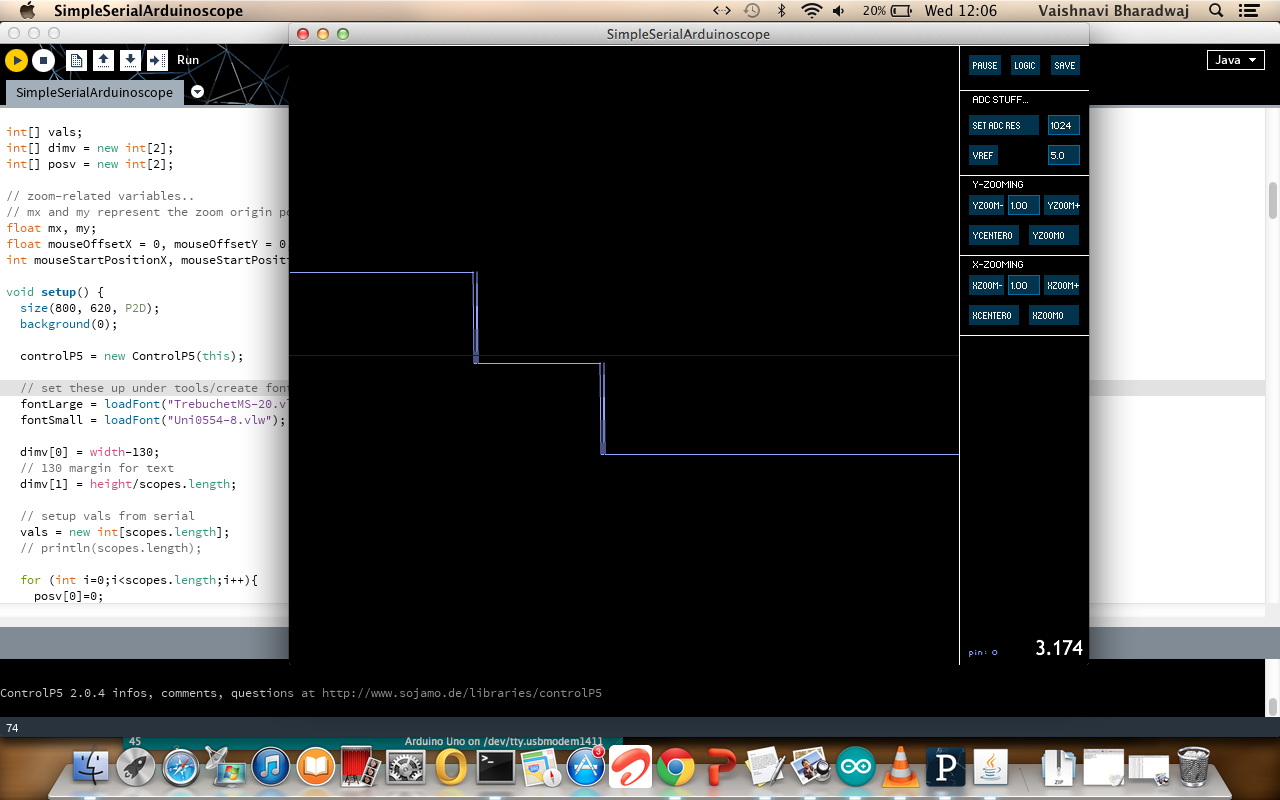 SimpleSerialArduinoscope
20%
Wed 12:06
Vaishnavi Bharadwaj
SimpleSerialArduinoscope
Run
Java
SimpleSerialArduinoscope
int[] vals;
int[] dimv = new int[2];
int[] posv = new int[2];
// zoom-related variables..
// mx and my represent the zoom origin po
float mx, my;
float mouseOffsetX = 0, mouseOffsetY = 0
int mouseStartPositionX, mouseStartPositi
void setup() {
size(800, 620, P2D);
background(0);
controlP5 = new ControlP5(this);
// set these up under tools/create font
fontLarge = loadFont("TrebuchetMS-20.vl
fontSmall = loadFont("Uni0554-8.vlw");
dimv[0] = width-130;
// 130 margin for text
dimv[1] = height/scopes.length;
// setup vals from serial
vals = new int[scopes.length];
// println(scopes.length);
for (int i=0;i<scopes.length;i++){
posv[0]=0;
PAUSE LOGIC SAVE
ADC STUFF...
SET ADC RES 1024
VREF 5.0
Y-ZOOMING
YZOOM- 1.00 YZOOM+
YCENTER0 YZOOM0
X-ZOOMING
XZOOM- 1.00 XZOOM+
XCENTER0 XZOOM0
pin: 0 3.174
ControlP5 2.0.4 infos, comments, questions at http://www.sojamo.de/libraries/controlP5
74
45 Arduino Uno on /dev/tty.usbmodem1411
3
P
ZIP